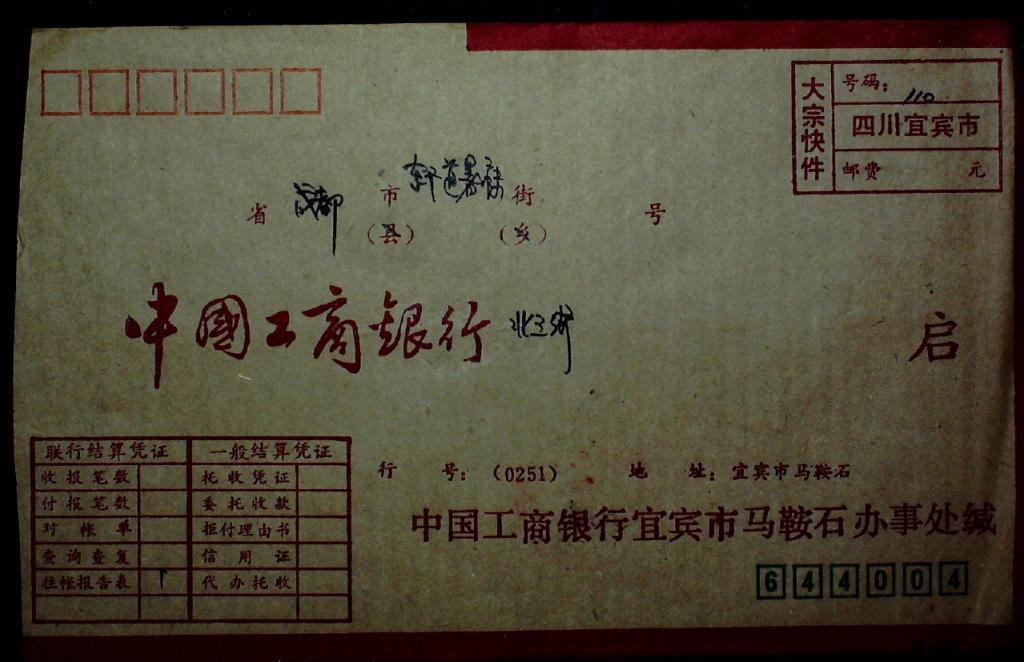 大宗快件
号码：110
四川宜宾市
邮费 元
省 成都 市 街 号
（县） （乡）
中國工商銀行
启
联行结算凭证 一般结算凭证
收报笔数 托收凭证
付报笔数 委托收款
对帐单 拒付理由书
查询查复 信用证
往帐报告表 1 代办托收
行 号：（0251） 地 址：宜宾市马鞍石
中国工商银行宜宾市马鞍石办事处缄
644004